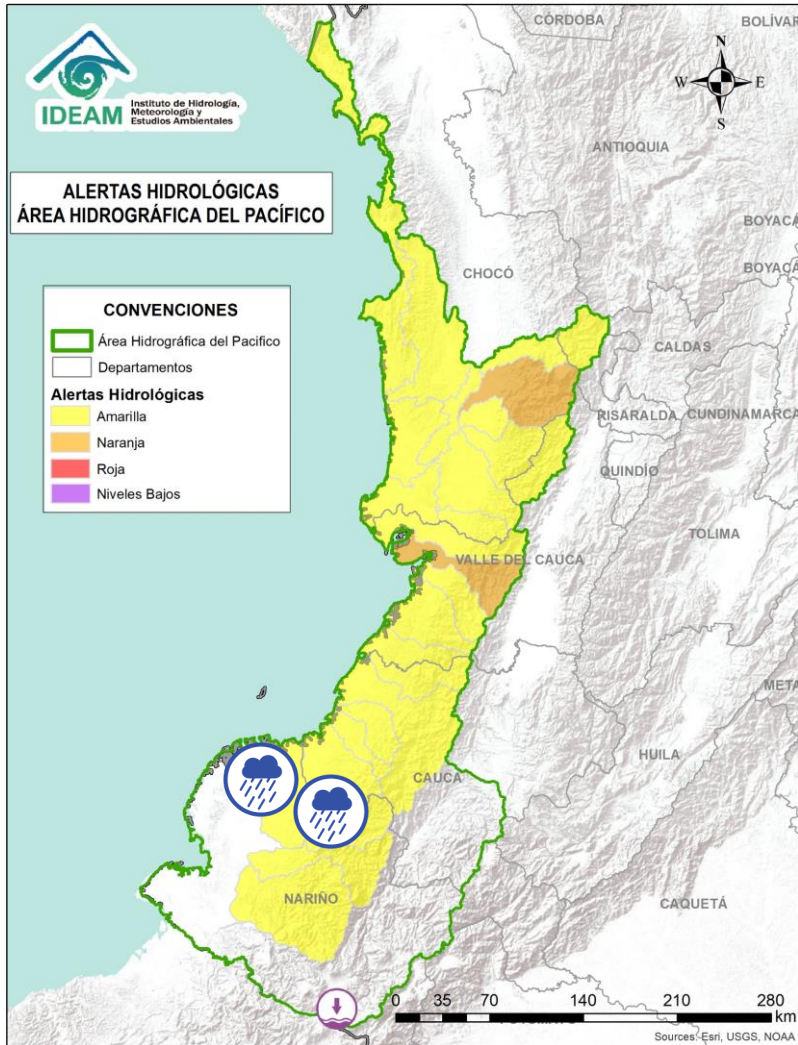 CÓRDOBA
BOLÍVAR
N
W E
S
IDEAM
Instituto de Hidrología,
Meteorología y
Estudios Ambientales
ANTIOQUIA
ALERTAS HIDROLÓGICAS
ÁREA HIDROGRÁFICA DEL PACÍFICO
BOYACÁ
CHOCÓ
BOYACÁ
CONVENCIONES
Área Hidrográfica del Pacifico
Departamentos
Alertas Hidrológicas
Amarilla
Naranja
Roja
Niveles Bajos
CALDAS
RISARALDA
CUNDINAMARCA
QUINDÍO
TOLIMA
VALLE DEL CAUCA
META
HUILA
CAUCA
NARIÑO
CAQUETÁ
0 35 70 140 210 280
km
Sources: Esri, USGS, NOAA